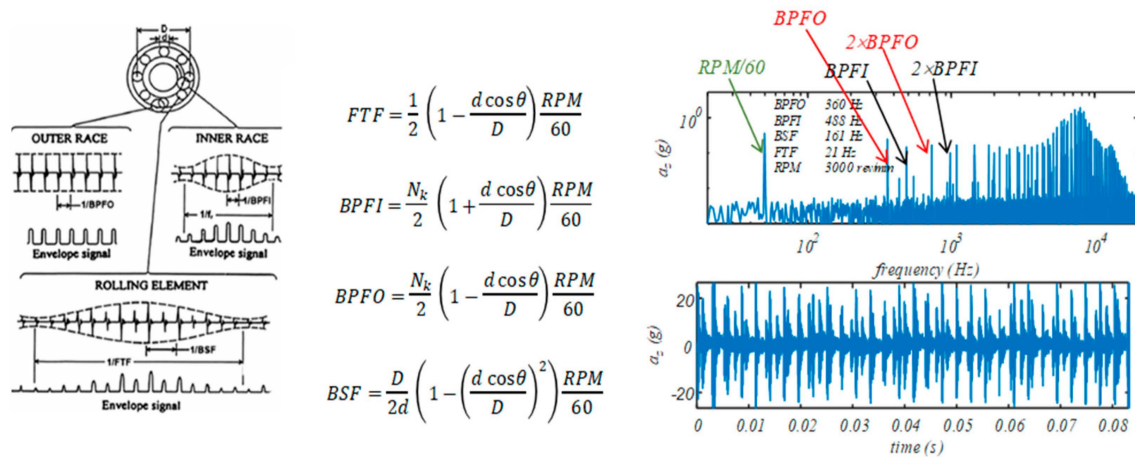 D
d
OUTER RACE
INNER RACE
1/BPFO
1/BPFI
1/fr
Envelope signal
Envelope signal
ROLLING ELEMENT
1/BSF
1/FTF
Envelope signal
FTF = 1/2 (1 − d cosθ/D) RPM/60
BPFI = N_k/2 (1 + d cosθ/D) RPM/60
BPFO = N_k/2 (1 − d cosθ/D) RPM/60
BSF = D/2d (1 − (d cosθ/D)^2) RPM/60
BPFO
2×BPFO
RPM/60
BPFI
2×BPFI
BPFO 360 Hz
BPFI 488 Hz
BSF 161 Hz
FTF 21 Hz
RPM 3000 rev/min
10^0
a_z (g)
10^2 10^3 10^4
frequency (Hz)
20
0
-20
a_z (g)
0 0.01 0.02 0.03 0.04 0.05 0.06 0.07 0.08
time (s)